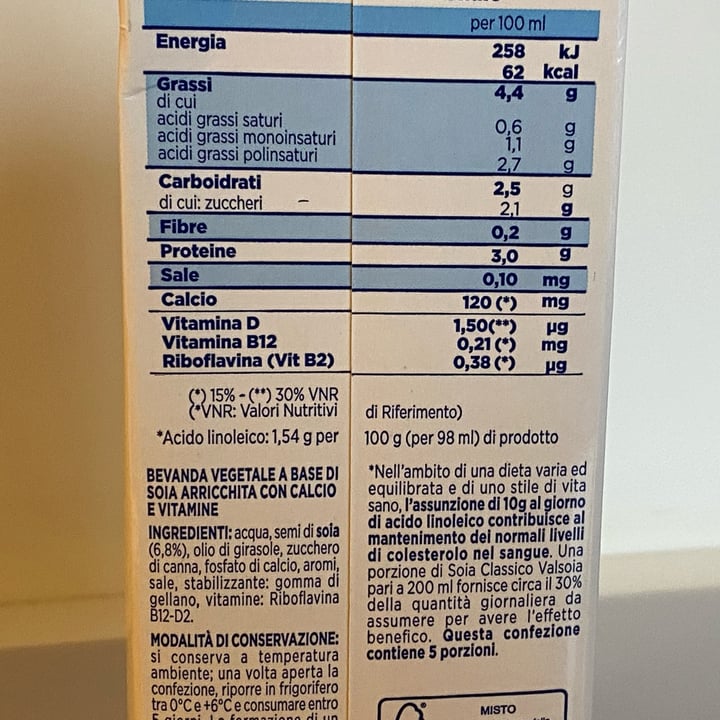 per 100 ml
Energia 258 kJ
62 kcal
Grassi 4,4 g
di cui
acidi grassi saturi 0,6 g
acidi grassi monoinsaturi 1,1 g
acidi grassi polinsaturi 2,7 g
Carboidrati 2,5 g
di cui: zuccheri 2,1 g
Fibre 0,2 g
Proteine 3,0 g
Sale 0,10 mg
Calcio 120 (*) mg
Vitamina D 1,50(**) µg
Vitamina B12 0,21 (*) mg
Riboflavina (Vit B2) 0,38 (*) µg
(*) 15% - (**) 30% VNR
(*VNR: Valori Nutritivi di Riferimento)
*Acido linoleico: 1,54 g per 100 g (per 98 ml) di prodotto
BEVANDA VEGETALE A BASE DI
SOIA ARRICCHITA CON CALCIO
E VITAMINE
INGREDIENTI: acqua, semi di soia
(6,8%), olio di girasole, zucchero
di canna, fosfato di calcio, aromi,
sale, stabilizzante: gomma di
gellano, vitamine: Riboflavina
B12-D2.
MODALITÀ DI CONSERVAZIONE:
si conserva a temperatura
ambiente; una volta aperta la
confezione, riporre in frigorifero
tra 0°C e +6°C e consumare entro
5 giorni. La formazione di un
*Nell'ambito di una dieta varia ed
equilibrata e di uno stile di vita
sano, l'assunzione di 10g al giorno
di acido linoleico contribuisce al
mantenimento dei normali livelli
di colesterolo nel sangue. Una
porzione di Soia Classico Valsoia
pari a 200 ml fornisce circa il 30%
della quantità giornaliera da
assumere per avere l'effetto
benefico. Questa confezione
contiene 5 porzioni.
MISTO